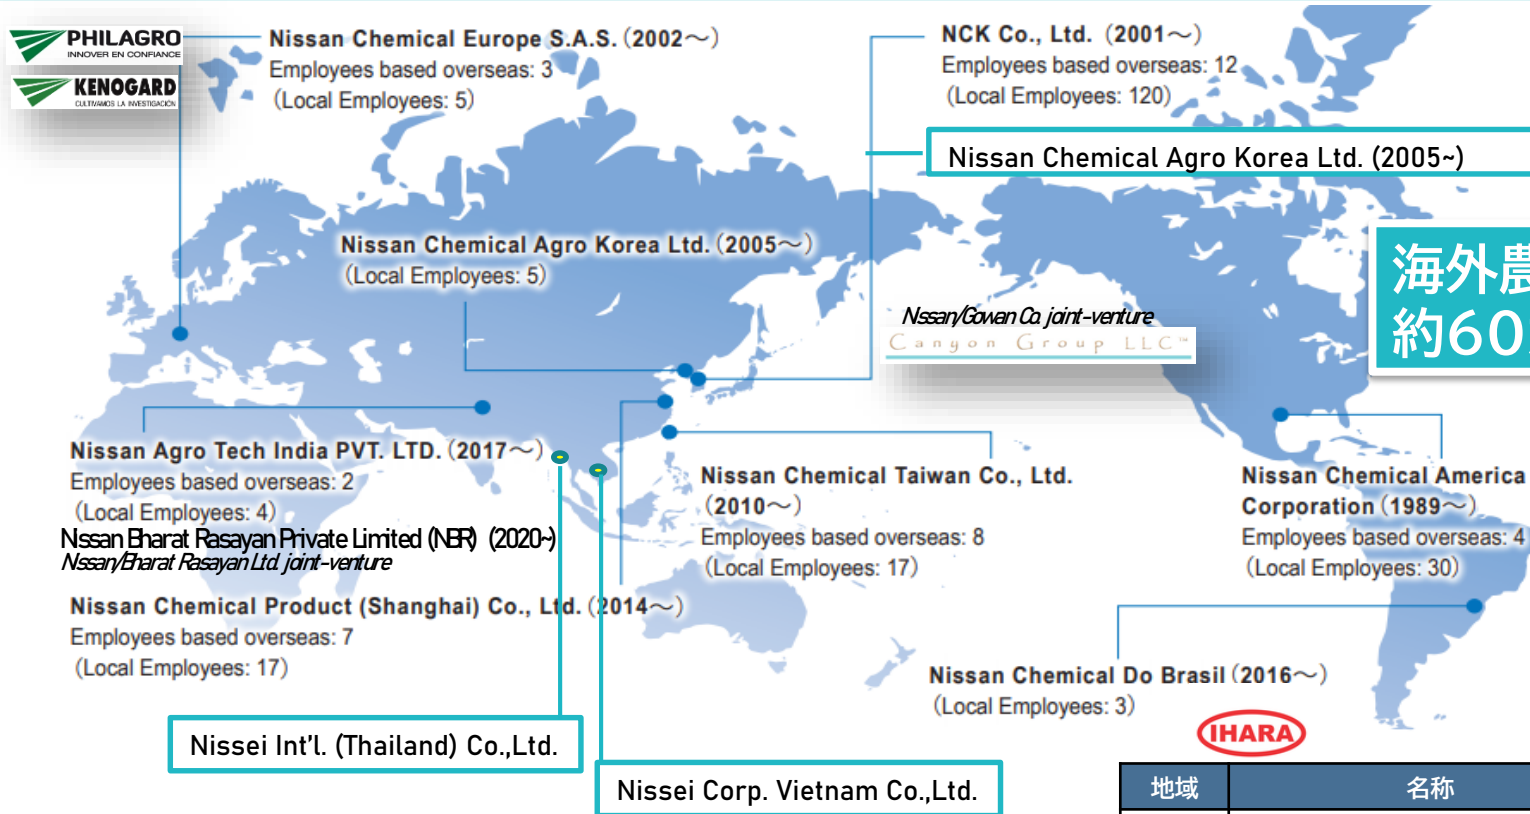 PHILAGRO
INNOVER EN CONFIANCE
KENOGARD
CULTIVAMOS LA INVESTIGACIÓN
Nissan Chemical Europe S.A.S. (2002～)
Employees based overseas: 3
(Local Employees: 5)
NCK Co., Ltd. (2001～)
Employees based overseas: 12
(Local Employees: 120)
Nissan Chemical Agro Korea Ltd. (2005~)
Nissan Chemical Agro Korea Ltd. (2005～)
(Local Employees: 5)
海外農
約60
Nssan/Gowan Co. joint-venture
Canyon Group LLC™
Nissan Agro Tech India PVT. LTD. (2017～)
Employees based overseas: 2
(Local Employees: 4)
Nssan Bharat Rasayan Private Limited (NBR) (2020~)
Nssan/Bharat Rasayan Ltd. joint-venture
Nissan Chemical Product (Shanghai) Co., Ltd. (2014～)
Employees based overseas: 7
(Local Employees: 17)
Nissan Chemical Taiwan Co., Ltd.
(2010～)
Employees based overseas: 8
(Local Employees: 17)
Nissan Chemical America
Corporation (1989～)
Employees based overseas: 4
(Local Employees: 30)
Nissan Chemical Do Brasil (2016～)
(Local Employees: 3)
IHARA
Nissei Int'l. (Thailand) Co.,Ltd.
Nissei Corp. Vietnam Co.,Ltd.
地域 名称